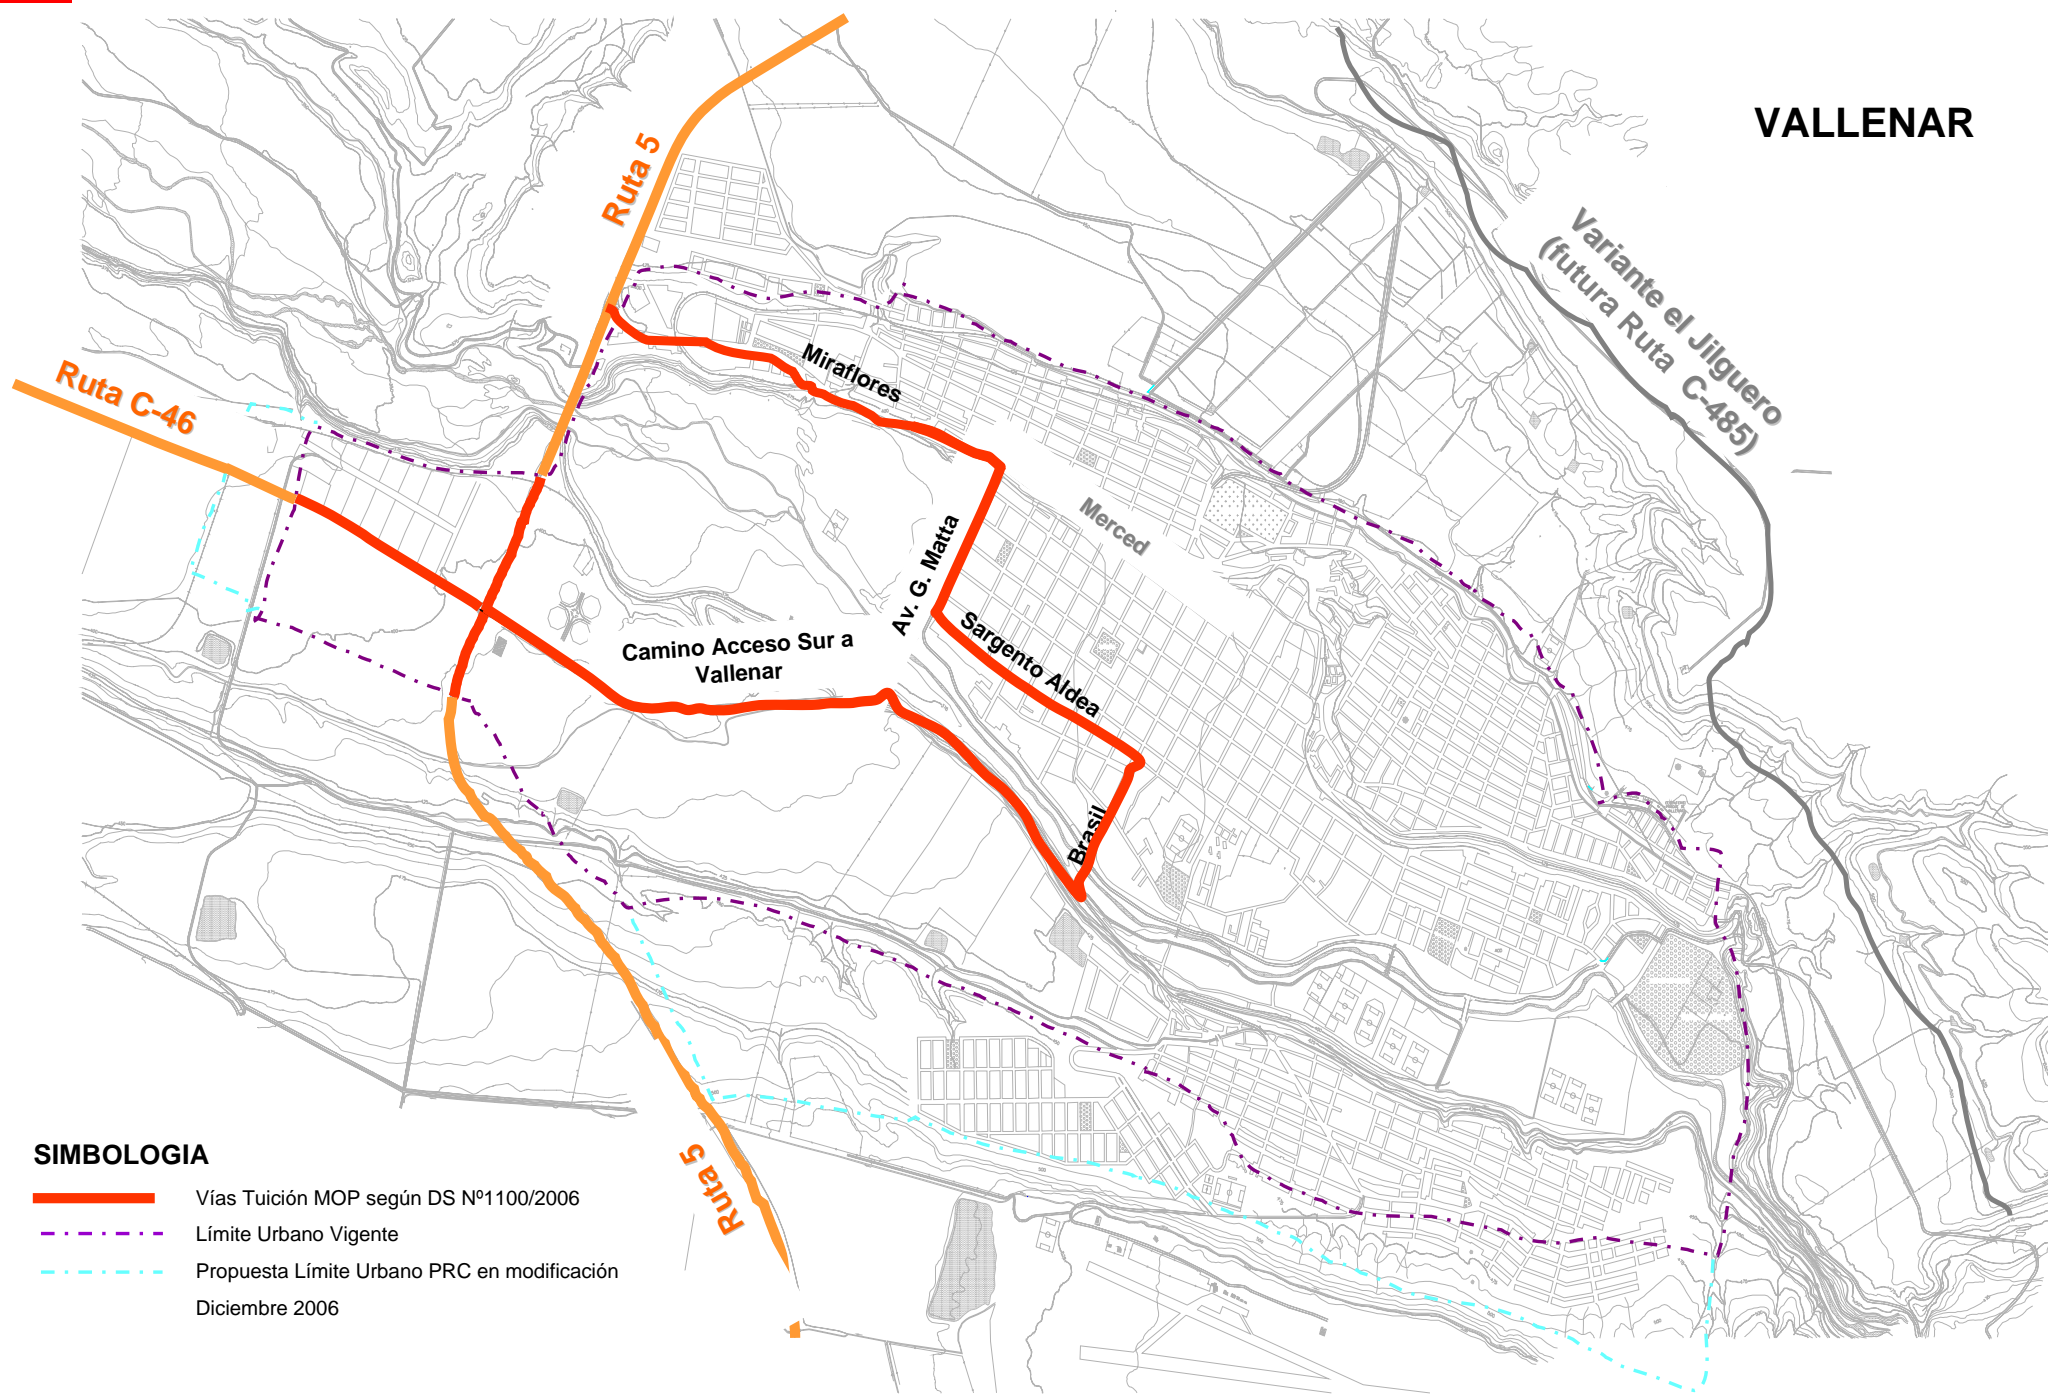 VALLENAR
Ruta 5
Variante el Jilguero
(futura Ruta C-485)
Ruta C-46
Miraflores
Merced
Av. G. Matta
Camino Acceso Sur a
Vallenar
Sargento Aldea
Brasil
Ruta 5
SIMBOLOGIA
Vías Tuición MOP según DS Nº1100/2006
Límite Urbano Vigente
Propuesta Límite Urbano PRC en modificación
Diciembre 2006